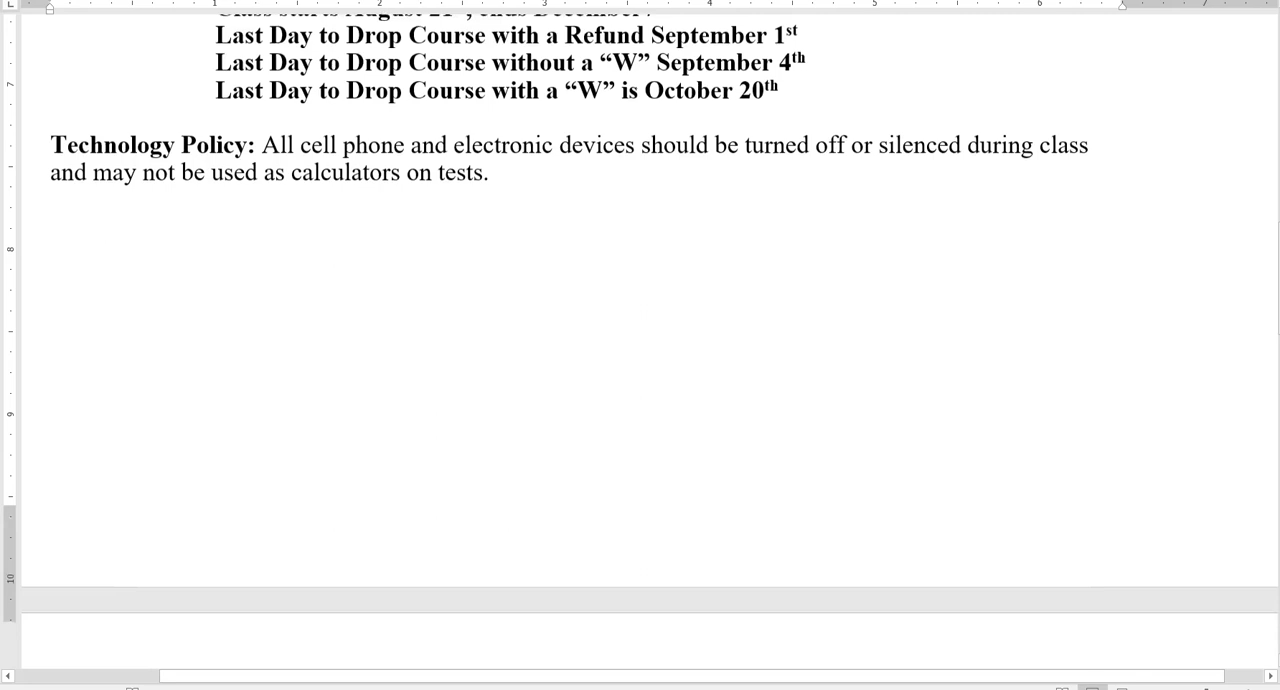 Last Day to Drop Course with a Refund September 1st
Last Day to Drop Course without a “W” September 4th
Last Day to Drop Course with a “W” is October 20th
Technology Policy: All cell phone and electronic devices should be turned off or silenced during class
and may not be used as calculators on tests.